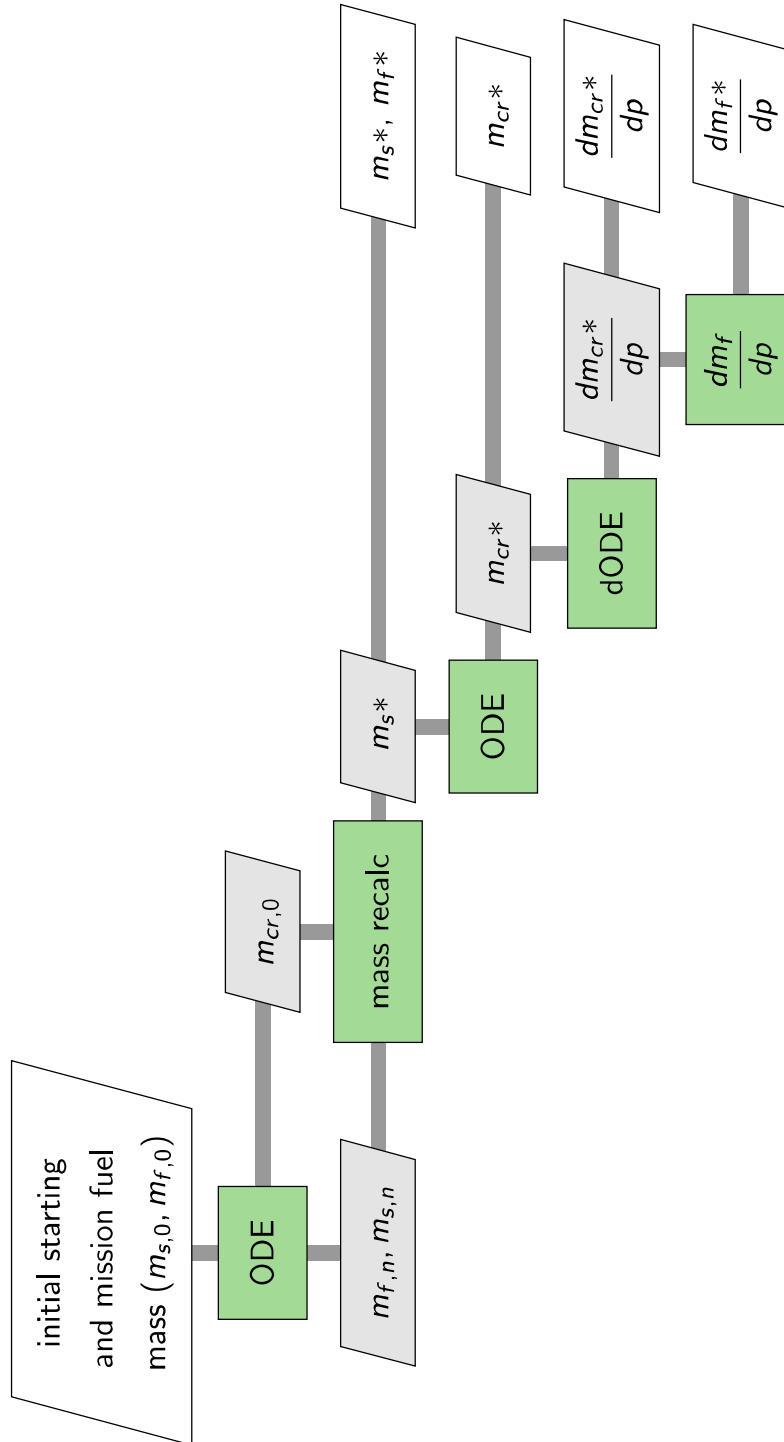 initial starting
and mission fuel
mass (m_{s,0}, m_{f,0})
ODE
m_{cr,0}
m_{f,n}, m_{s,n}
mass recalc
m_s*
m_s*, m_f*
ODE
m_{cr}*
m_{cr}*
dODE
dm_{cr}*
dp
dm_{cr}*
dp
dm_f
dp
dm_f*
dp